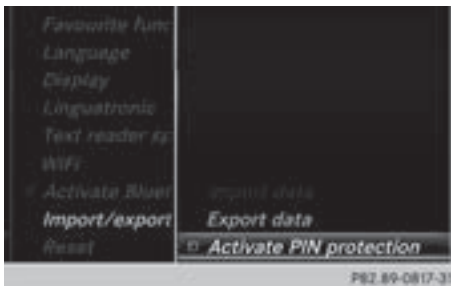 Favourite func
Language
Display
Linguatronic
Text reader sp
WiFi
Activate Bluet
Import data
Import/export
Export data
Reset
Activate PIN protection
P82.89-0817-31